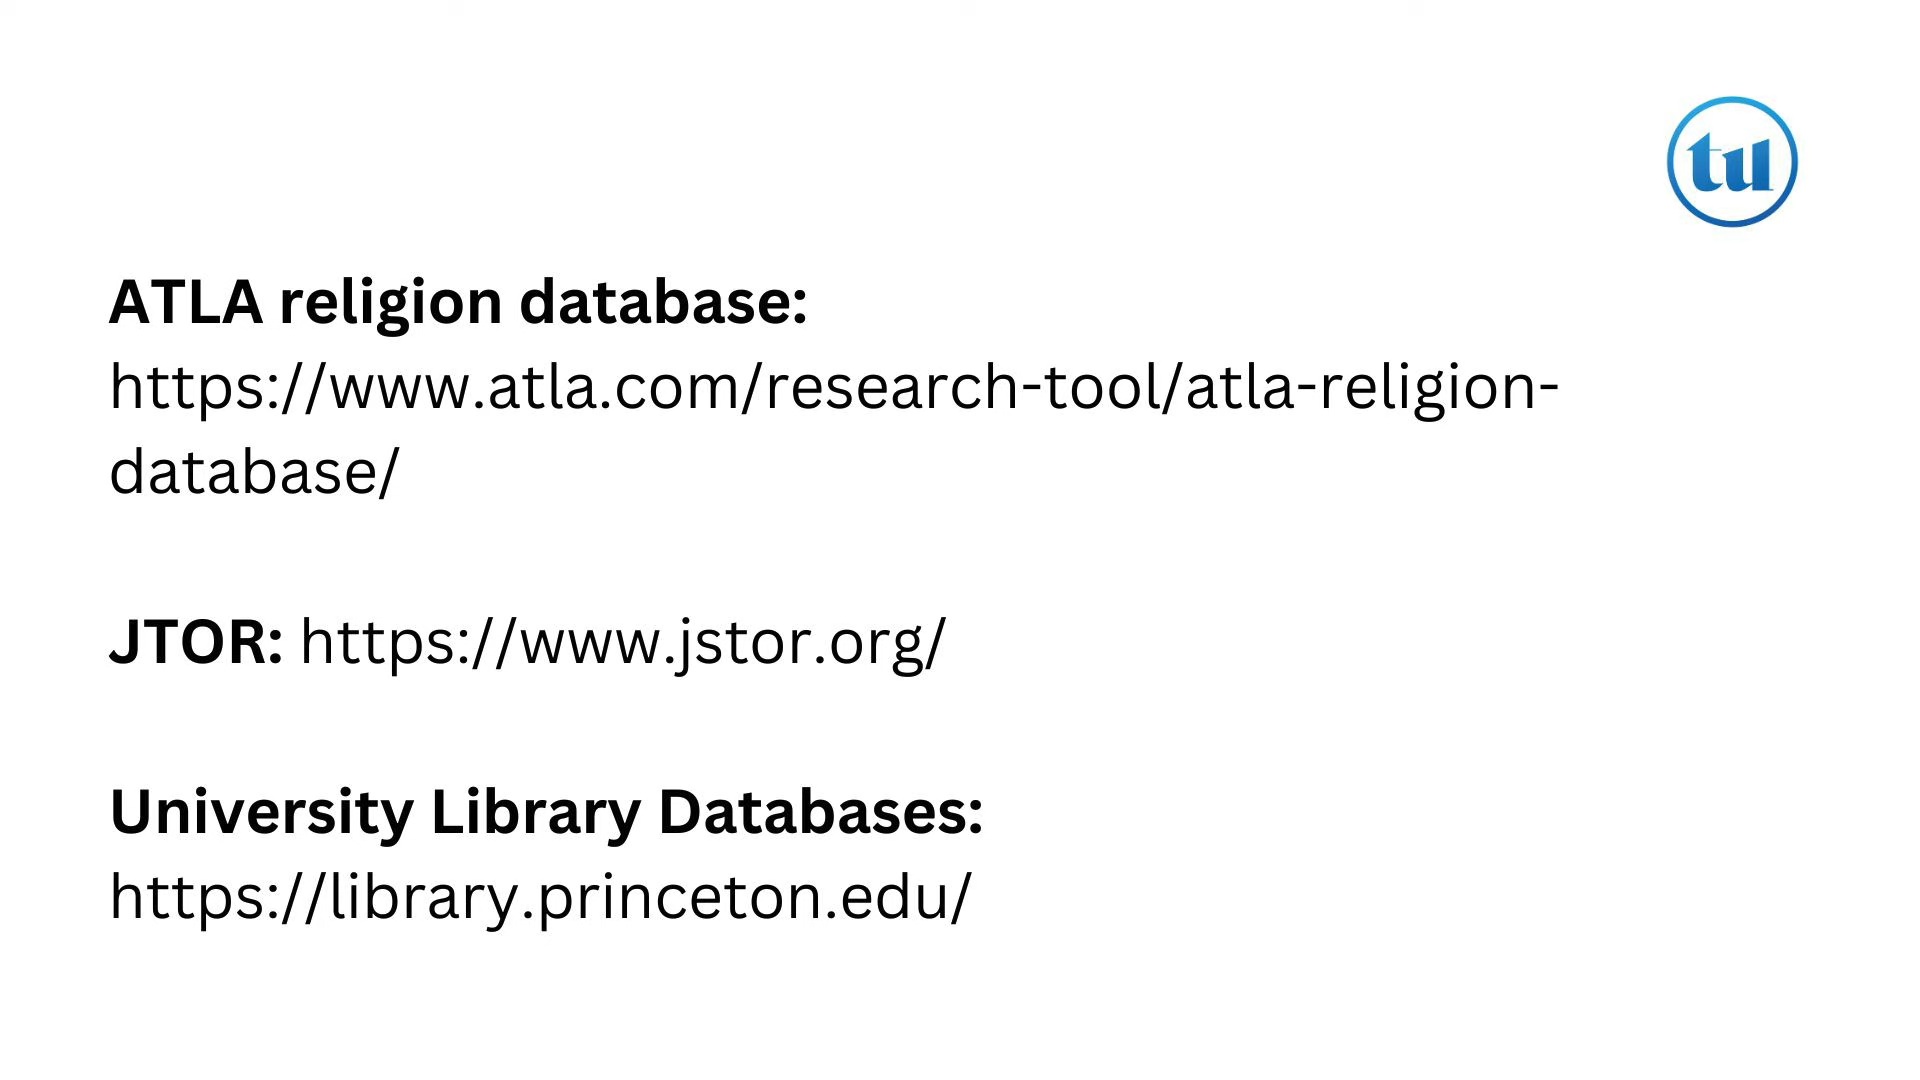 tu
ATLA religion database:
https://www.atla.com/research-tool/atla-religion-
database/
JTOR: https://www.jstor.org/
University Library Databases:
https://library.princeton.edu/